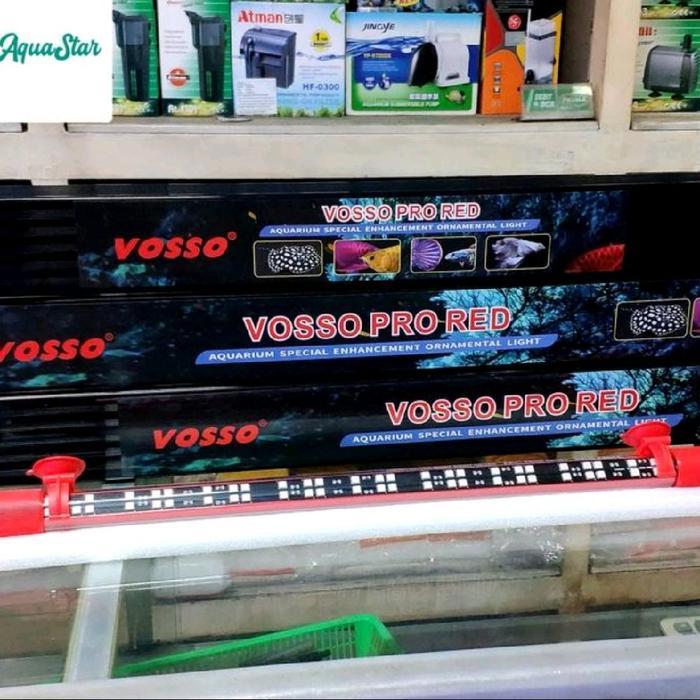 AquaStar
Atman
HF-0300
JINGYE
VOSSO PRO RED
AQUARIUM SPECIAL ENHANCEMENT ORNAMENTAL LIGHT
VOSSO®
VOSSO PRO RED
AQUARIUM SPECIAL ENHANCEMENT ORNAMENTAL LIGHT
VOSSO®
VOSSO PRO RED
AQUARIUM SPECIAL ENHANCEMENT ORNAMENTAL LIGHT
VOSSO®